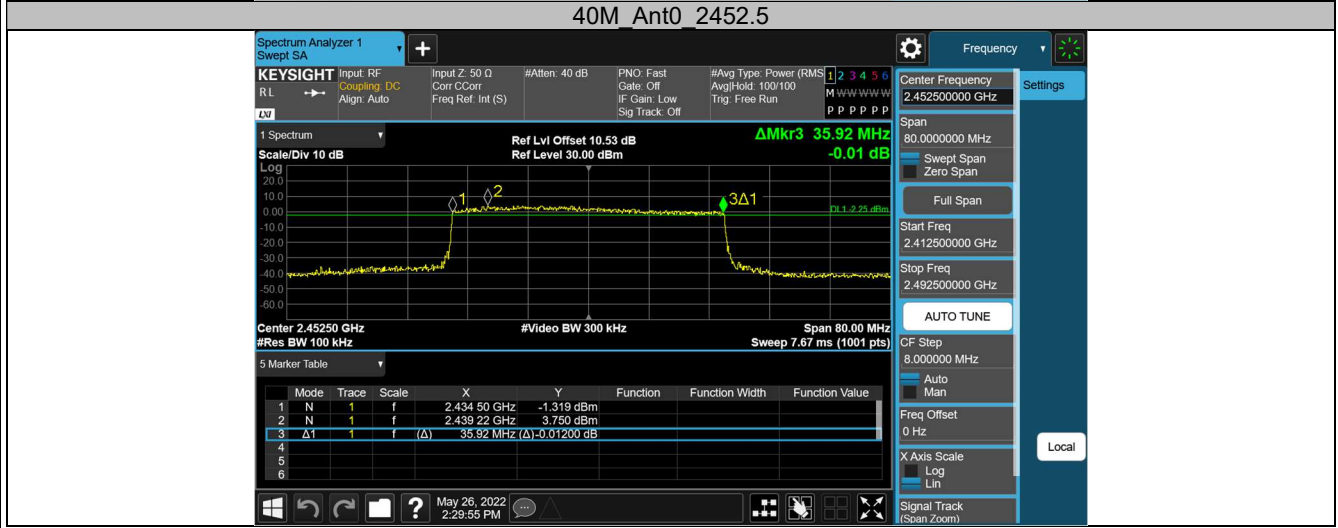 40M_Ant0_2452.5
Spectrum Analyzer 1
Swept SA
+
Frequency
KEYSIGHT
RL
LXI
Input: RF
Coupling: DC
Align: Auto
Input Z: 50 Ω
Corr CCorr
Freq Ref: Int (S)
#Atten: 40 dB
PNO: Fast
Gate: Off
IF Gain: Low
Sig Track: Off
#Avg Type: Power (RMS
Avg|Hold: 100/100
Trig: Free Run
1 2 3 4 5 6
M W W W W W
P P P P P P
1 Spectrum
Scale/Div 10 dB
Ref Lvl Offset 10.53 dB
Ref Level 30.00 dBm
ΔMkr3 35.92 MHz
-0.01 dB
Log
20.0
10.0
0.00
-10.0
-20.0
-30.0
-40.0
-50.0
-60.0
1
2
3Δ1
DL1 -2.25 dBm
Center 2.45250 GHz
#Res BW 100 kHz
#Video BW 300 kHz
Span 80.00 MHz
Sweep 7.67 ms (1001 pts)
5 Marker Table
Mode Trace Scale X Y Function Function Width Function Value
1 N 1 f 2.434 50 GHz -1.319 dBm
2 N 1 f 2.439 22 GHz 3.750 dBm
3 Δ1 1 f (Δ) 35.92 MHz (Δ) -0.01200 dB
4
5
6
?
May 26, 2022
2:29:55 PM
Center Frequency
2.452500000 GHz
Span
80.0000000 MHz
Swept Span
Zero Span
Full Span
Start Freq
2.412500000 GHz
Stop Freq
2.492500000 GHz
AUTO TUNE
CF Step
8.000000 MHz
Auto
Man
Freq Offset
0 Hz
X Axis Scale
Log
Lin
Signal Track
(Span Zoom)
Settings
Local